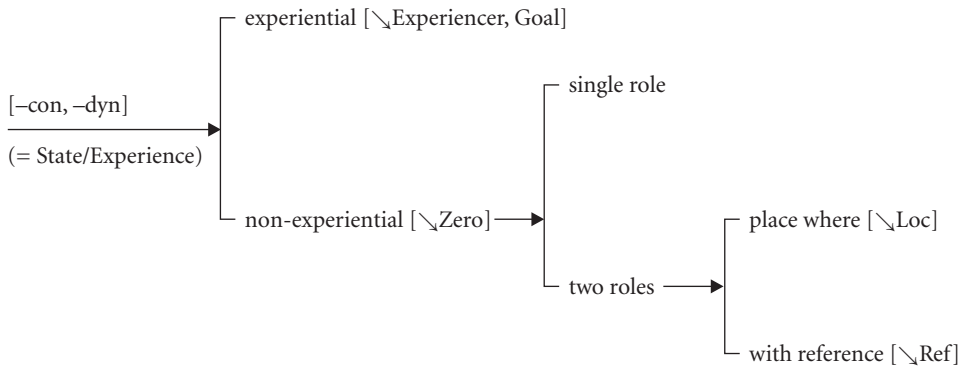 experiential [↘Experiencer, Goal]
single role
[–con, –dyn]
(= State/Experience)
non-experiential [↘Zero]
place where [↘Loc]
two roles
with reference [↘Ref]